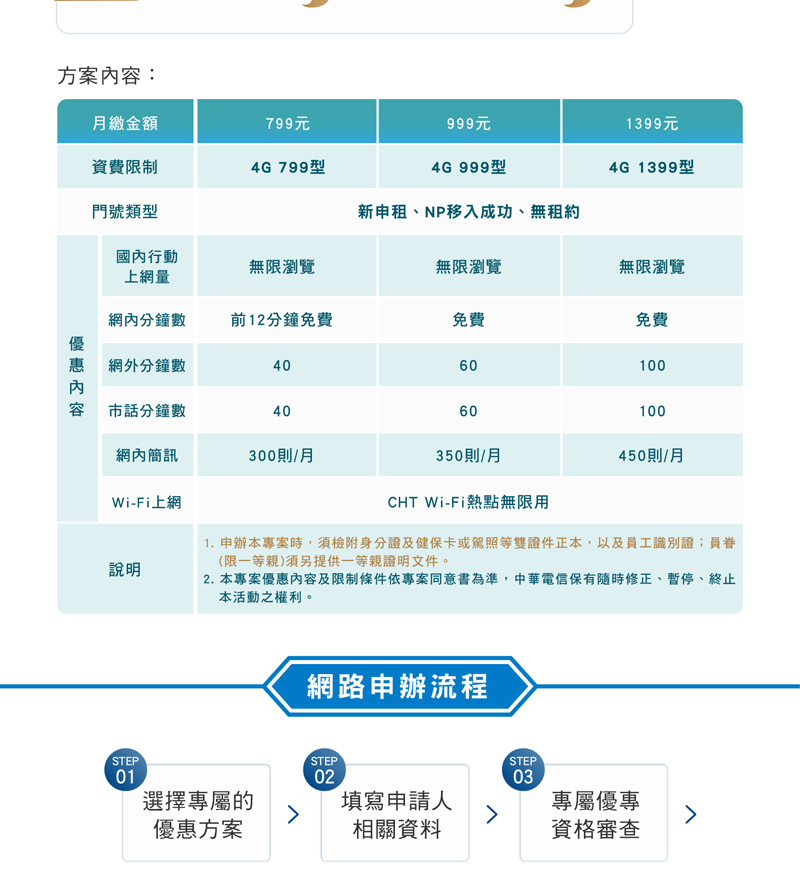 方案內容：
月繳金額 799元 999元 1399元
資費限制 4G 799型 4G 999型 4G 1399型
門號類型 新申租、NP移入成功、無租約
優惠內容
國內行動
上網量 無限瀏覽 無限瀏覽 無限瀏覽
網內分鐘數 前12分鐘免費 免費 免費
網外分鐘數 40 60 100
市話分鐘數 40 60 100
網內簡訊 300則/月 350則/月 450則/月
Wi-Fi上網 CHT Wi-Fi熱點無限用
說明
1. 申辦本專案時，須檢附身分證及健保卡或駕照等雙證件正本，以及員工識別證；員眷
(限一等親)須另提供一等親證明文件。
2. 本專案優惠內容及限制條件依專案同意書為準，中華電信保有隨時修正、暫停、終止
本活動之權利。
網路申辦流程
STEP
01
選擇專屬的
優惠方案
STEP
02
填寫申請人
相關資料
STEP
03
專屬優專
資格審查